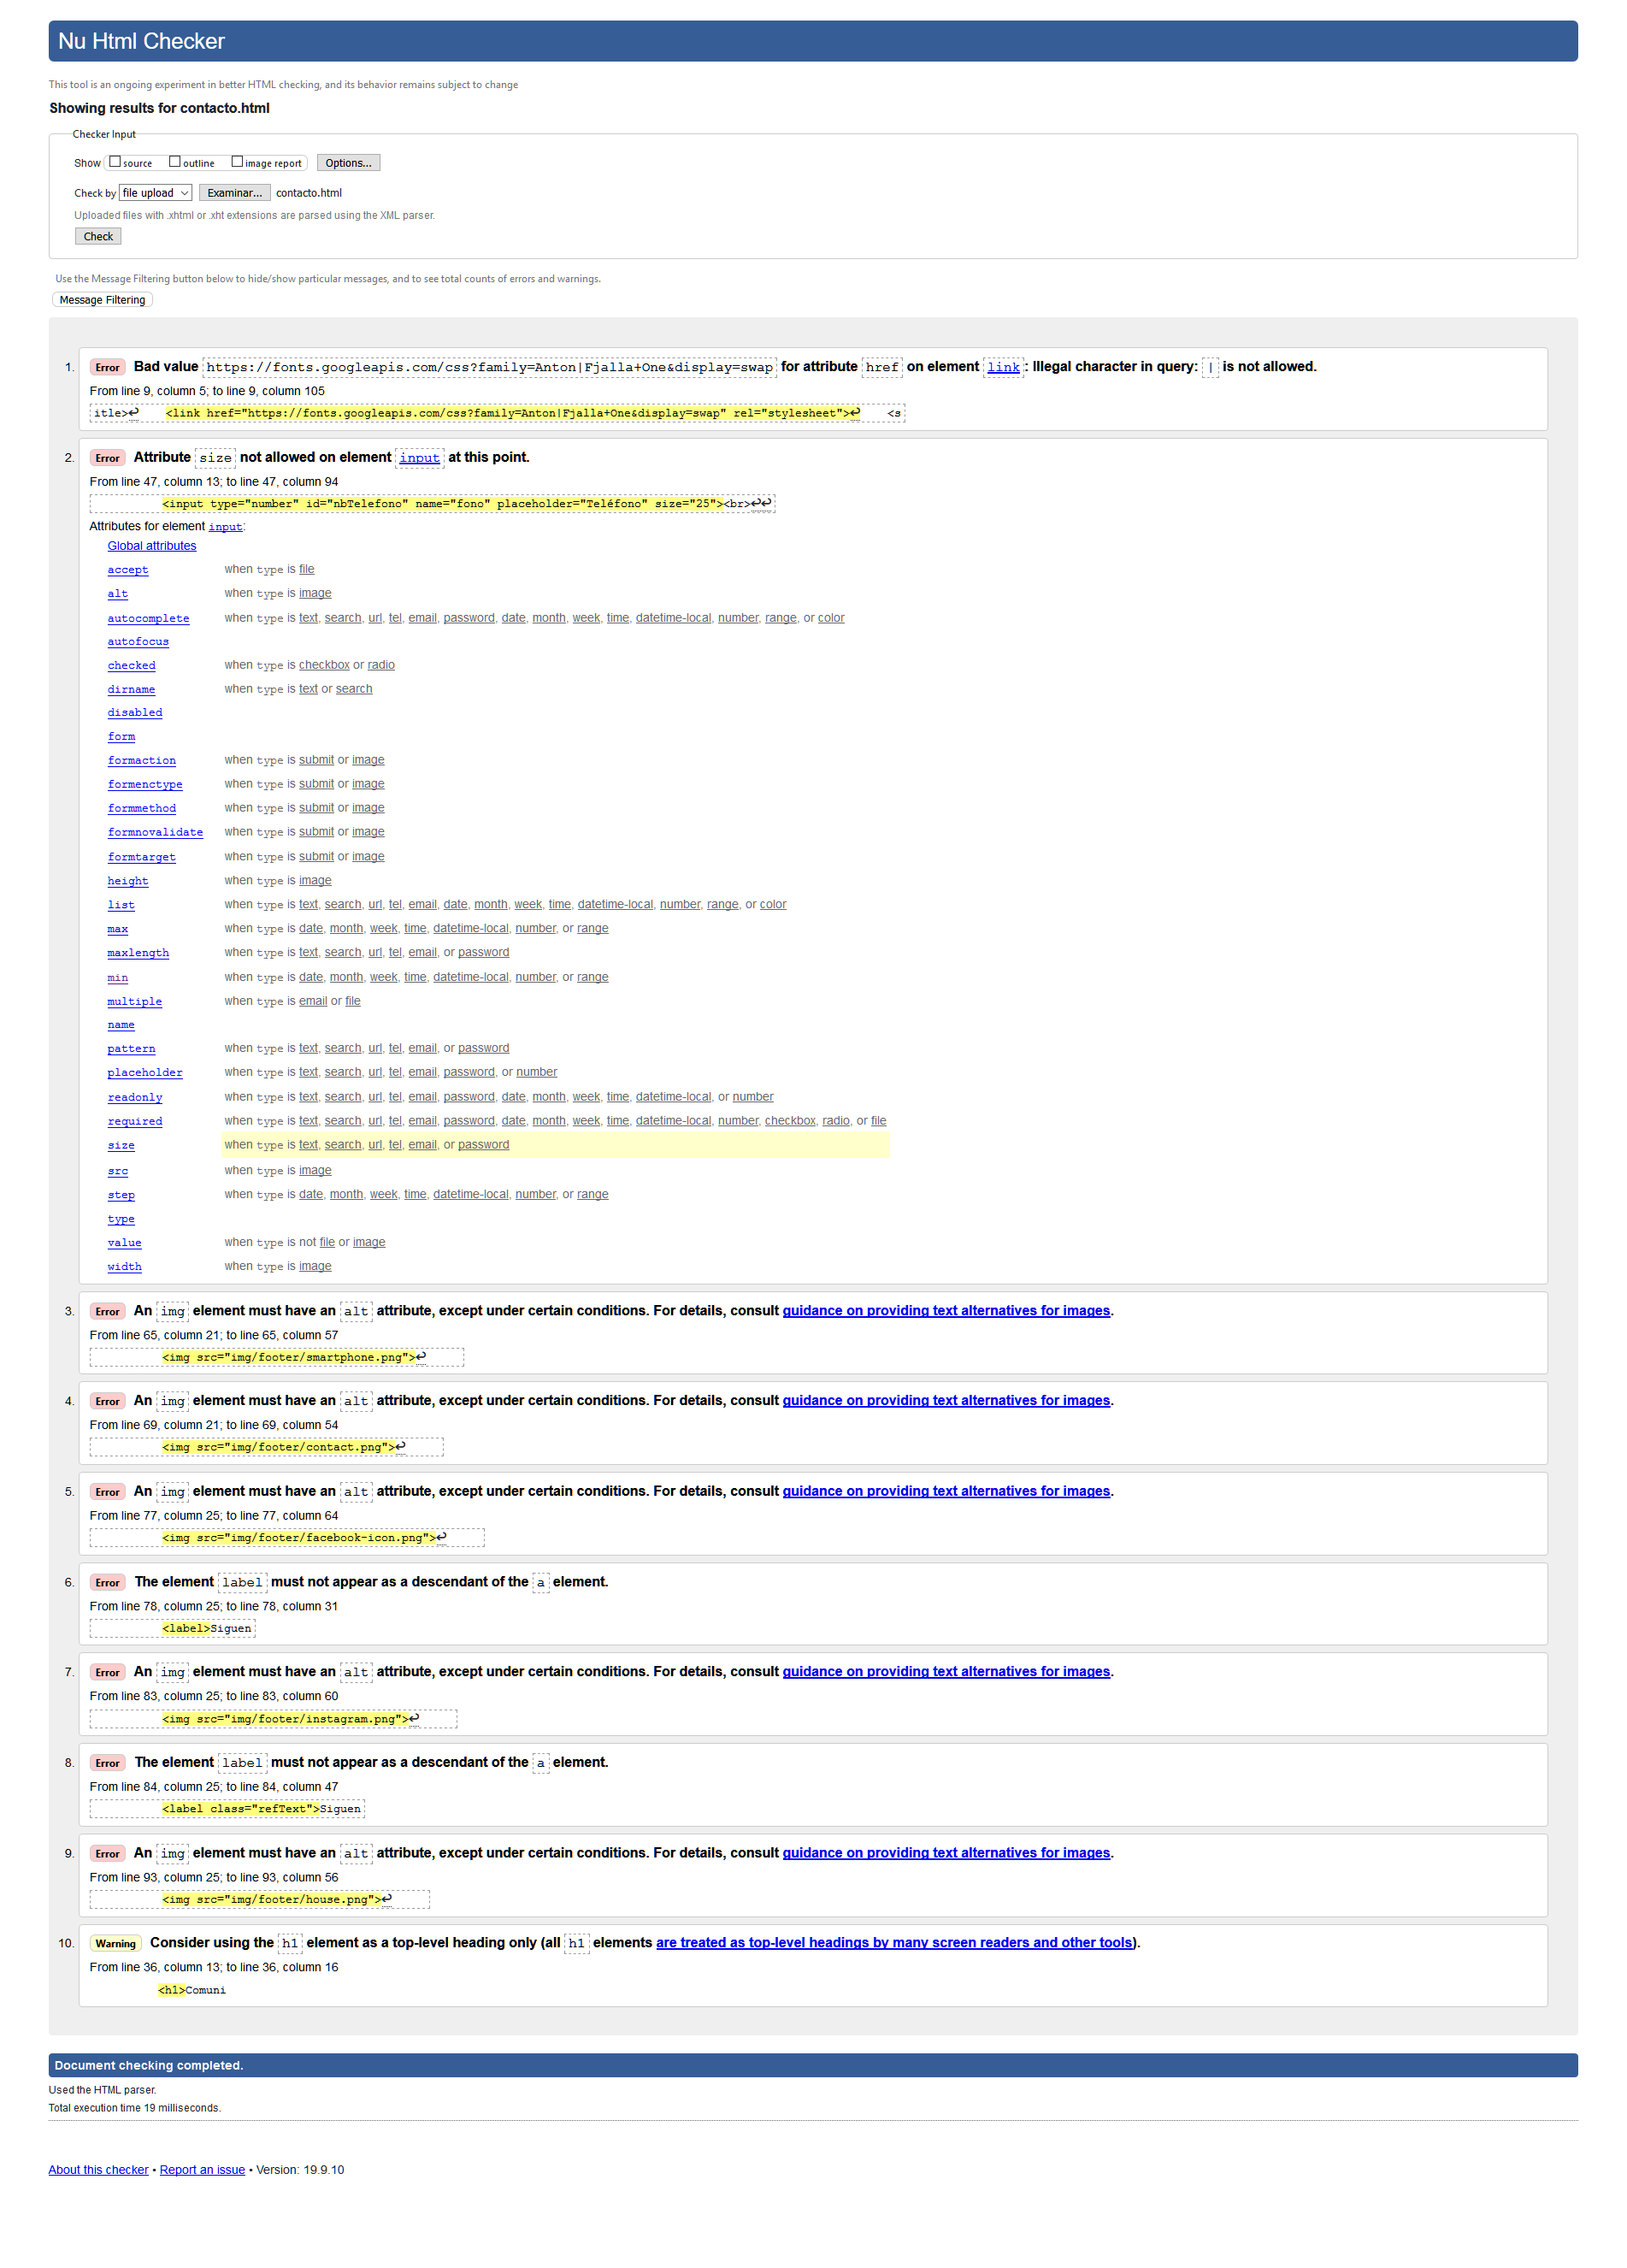 Nu Html Checker
This tool is an ongoing experiment in better HTML checking, and its behavior remains subject to change
Showing results for contacto.html
Checker Input
Show source outline image report Options...
Check by file upload Examinar... contacto.html
Uploaded files with .xhtml or .xht extensions are parsed using the XML parser.
Check
Use the Message Filtering button below to hide/show particular messages, and to see total counts of errors and warnings.
Message Filtering
1. Error Bad value https://fonts.googleapis.com/css?family=Anton|Fjalla+One&display=swap for attribute href on element link: Illegal character in query: | is not allowed.
From line 9, column 5; to line 9, column 105
itle>↩ <link href="https://fonts.googleapis.com/css?family=Anton|Fjalla+One&display=swap" rel="stylesheet">↩ <s
2. Error Attribute size not allowed on element input at this point.
From line 47, column 13; to line 47, column 94
<input type="number" id="nbTelefono" name="fono" placeholder="Teléfono" size="25"><br>↩↩
Attributes for element input:
Global attributes
accept when type is file
alt when type is image
autocomplete when type is text, search, url, tel, email, password, date, month, week, time, datetime-local, number, range, or color
autofocus
checked when type is checkbox or radio
dirname when type is text or search
disabled
form
formaction when type is submit or image
formenctype when type is submit or image
formmethod when type is submit or image
formnovalidate when type is submit or image
formtarget when type is submit or image
height when type is image
list when type is text, search, url, tel, email, date, month, week, time, datetime-local, number, range, or color
max when type is date, month, week, time, datetime-local, number, or range
maxlength when type is text, search, url, tel, email, or password
min when type is date, month, week, time, datetime-local, number, or range
multiple when type is email or file
name
pattern when type is text, search, url, tel, email, or password
placeholder when type is text, search, url, tel, email, password, or number
readonly when type is text, search, url, tel, email, password, date, month, week, time, datetime-local, or number
required when type is text, search, url, tel, email, password, date, month, week, time, datetime-local, number, checkbox, radio, or file
size when type is text, search, url, tel, email, or password
src when type is image
step when type is date, month, week, time, datetime-local, number, or range
type
value when type is not file or image
width when type is image
3. Error An img element must have an alt attribute, except under certain conditions. For details, consult guidance on providing text alternatives for images.
From line 65, column 21; to line 65, column 57
<img src="img/footer/smartphone.png">↩
4. Error An img element must have an alt attribute, except under certain conditions. For details, consult guidance on providing text alternatives for images.
From line 69, column 21; to line 69, column 54
<img src="img/footer/contact.png">↩
5. Error An img element must have an alt attribute, except under certain conditions. For details, consult guidance on providing text alternatives for images.
From line 77, column 25; to line 77, column 64
<img src="img/footer/facebook-icon.png">↩
6. Error The element label must not appear as a descendant of the a element.
From line 78, column 25; to line 78, column 31
<label>Siguen
7. Error An img element must have an alt attribute, except under certain conditions. For details, consult guidance on providing text alternatives for images.
From line 83, column 25; to line 83, column 60
<img src="img/footer/instagram.png">↩
8. Error The element label must not appear as a descendant of the a element.
From line 84, column 25; to line 84, column 47
<label class="refText">Siguen
9. Error An img element must have an alt attribute, except under certain conditions. For details, consult guidance on providing text alternatives for images.
From line 93, column 25; to line 93, column 56
<img src="img/footer/house.png">↩
10. Warning Consider using the h1 element as a top-level heading only (all h1 elements are treated as top-level headings by many screen readers and other tools).
From line 36, column 13; to line 36, column 16
<h1>Comuni
Document checking completed.
Used the HTML parser.
Total execution time 19 milliseconds.
About this checker • Report an issue • Version: 19.9.10